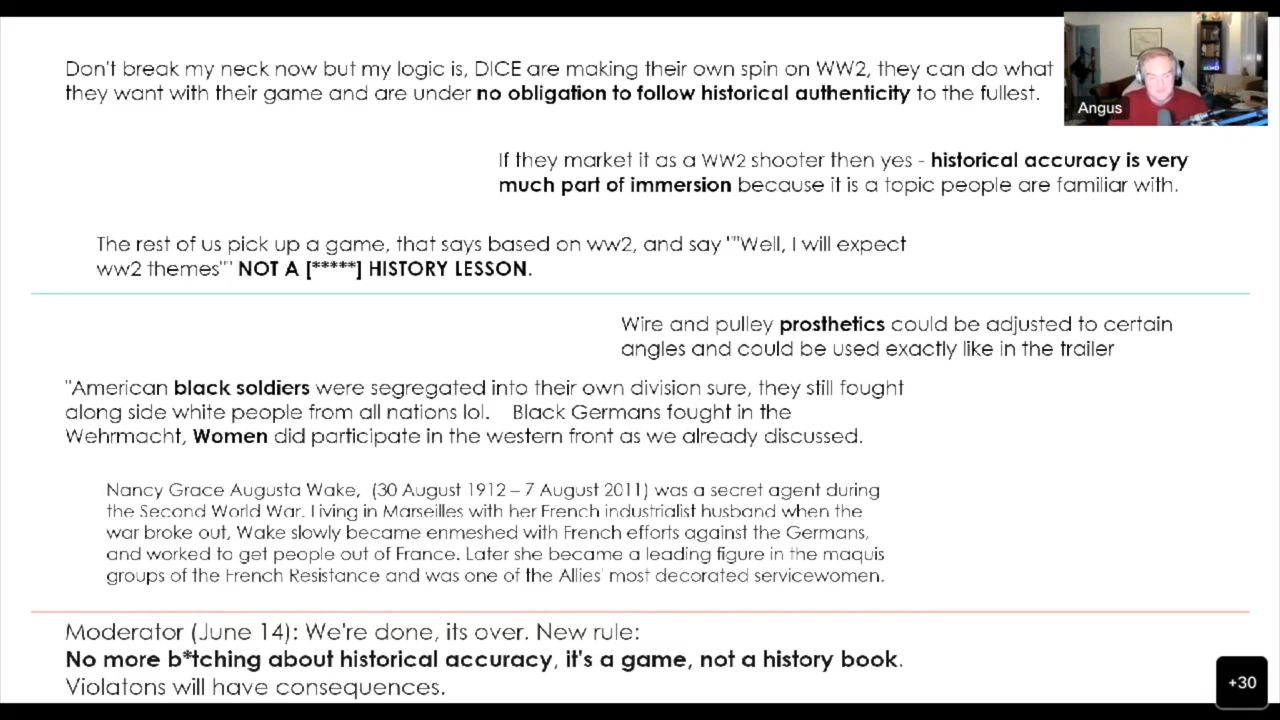 Don't break my neck now but my logic is, DICE are making their own spin on WW2, they can do what
they want with their game and are under no obligation to follow historical authenticity to the fullest.
Angus
If they market it as a WW2 shooter then yes - historical accuracy is very
much part of immersion because it is a topic people are familiar with.
The rest of us pick up a game, that says based on ww2, and say ""Well, I will expect
ww2 themes"" NOT A [*****] HISTORY LESSON.
Wire and pulley prosthetics could be adjusted to certain
angles and could be used exactly like in the trailer
"American black soldiers were segregated into their own division sure, they still fought
along side white people from all nations lol. Black Germans fought in the
Wehrmacht, Women did participate in the western front as we already discussed.
Nancy Grace Augusta Wake, (30 August 1912 – 7 August 2011) was a secret agent during
the Second World War. Living in Marseilles with her French industrialist husband when the
war broke out, Wake slowly became enmeshed with French efforts against the Germans,
and worked to get people out of France. Later she became a leading figure in the maquis
groups of the French Resistance and was one of the Allies' most decorated servicewomen.
Moderator (June 14): We're done, its over. New rule:
No more b*tching about historical accuracy, it's a game, not a history book.
Violatons will have consequences.
+30